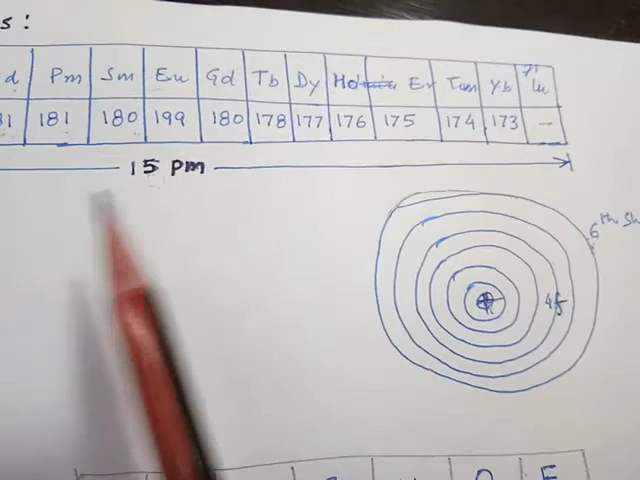 s:
d Pm Sm Eu Gd Tb Dy Ho Er Tm Yb Lu
81 181 180 199 180 178 177 176 175 174 173 -
15 pm
6th Sh
4f
O F